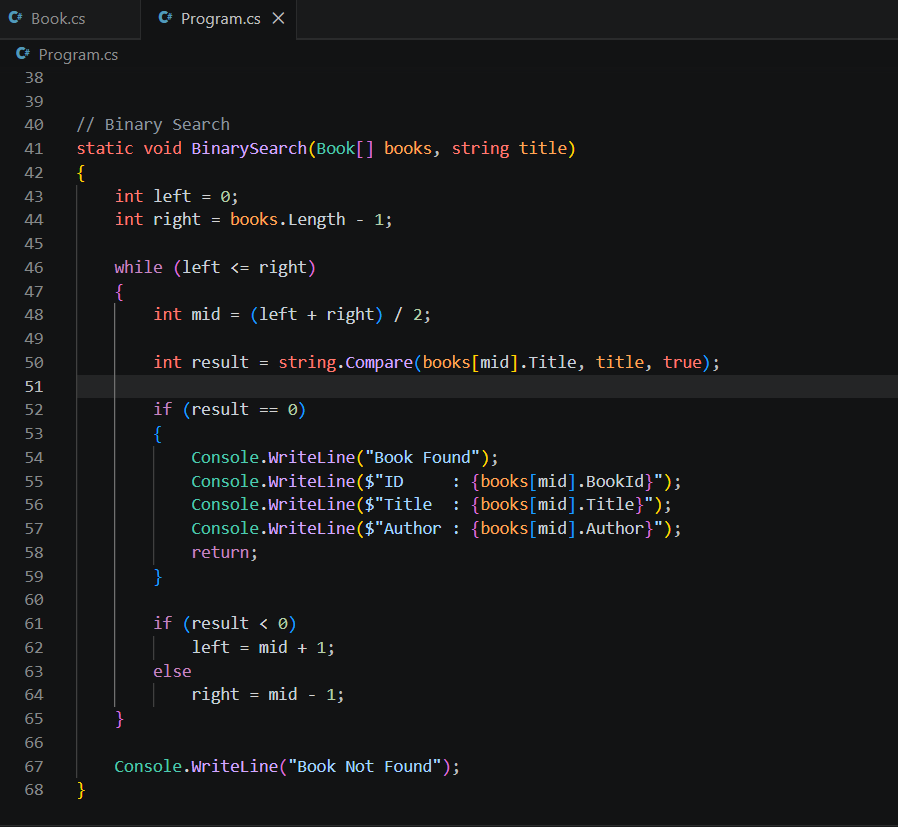 C# Book.cs
C# Program.cs ×
C# Program.cs
38
39
40 // Binary Search
41 static void BinarySearch(Book[] books, string title)
42 {
43     int left = 0;
44     int right = books.Length - 1;
45
46     while (left <= right)
47     {
48         int mid = (left + right) / 2;
49
50         int result = string.Compare(books[mid].Title, title, true);
51
52         if (result == 0)
53         {
54             Console.WriteLine("Book Found");
55             Console.WriteLine($"ID     : {books[mid].BookId}");
56             Console.WriteLine($"Title  : {books[mid].Title}");
57             Console.WriteLine($"Author : {books[mid].Author}");
58             return;
59         }
60
61         if (result < 0)
62             left = mid + 1;
63         else
64             right = mid - 1;
65     }
66
67     Console.WriteLine("Book Not Found");
68 }